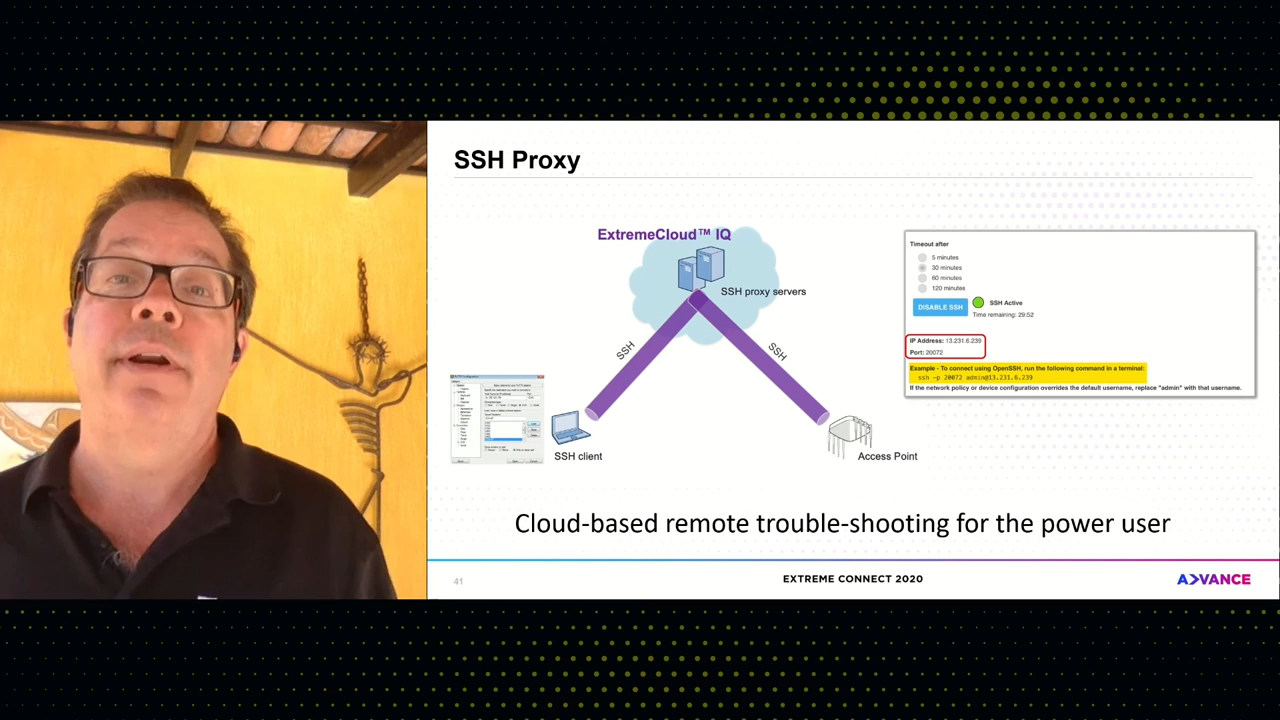 SSH Proxy
ExtremeCloud™ IQ
SSH proxy servers
SSH
SSH
SSH client
Access Point
Timeout after
5 minutes
30 minutes
60 minutes
120 minutes
DISABLE SSH
SSH Active
Time remaining: 29:52
IP Address: 13.231.6.239
Port: 20072
Example - To connect using OpenSSH, run the following command in a terminal:
ssh -p 20072 admin@13.231.6.239
If the network policy or device configuration overrides the default username, replace "admin" with that username.
Cloud-based remote trouble-shooting for the power user
41
EXTREME CONNECT 2020
ADVANCE